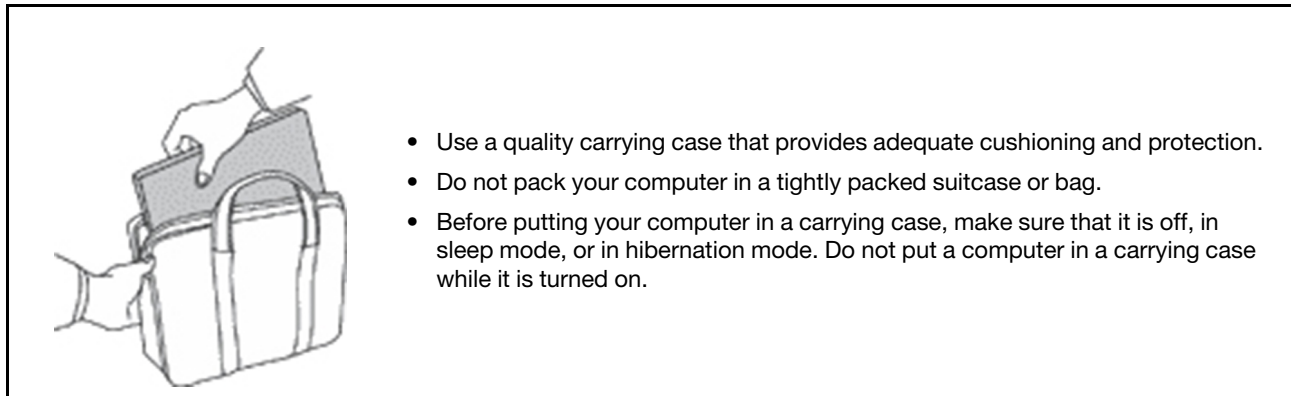 • Use a quality carrying case that provides adequate cushioning and protection.
• Do not pack your computer in a tightly packed suitcase or bag.
• Before putting your computer in a carrying case, make sure that it is off, in
sleep mode, or in hibernation mode. Do not put a computer in a carrying case
while it is turned on.